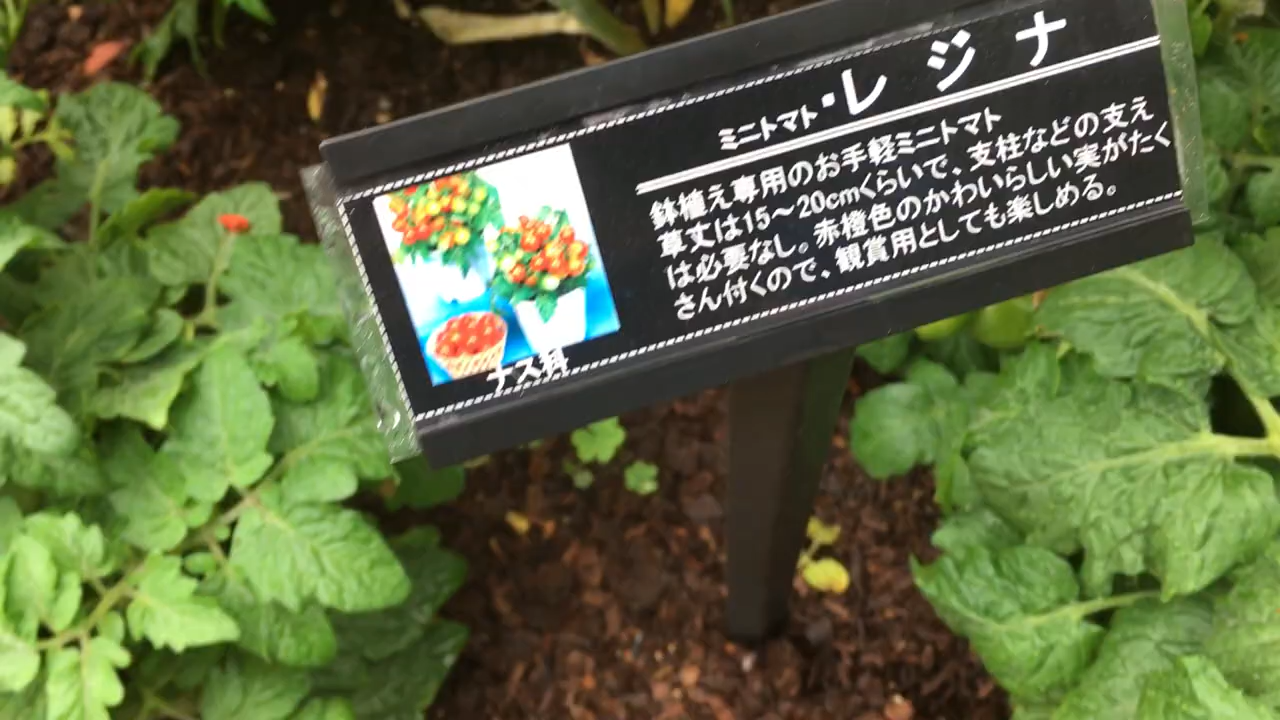 ミニトマト・レジナ
鉢植え専用のお手軽ミニトマト
草丈は15～20cmくらいで、支柱などの支え
は必要なし。赤橙色のかわいらしい実がたく
さん付くので、観賞用としても楽しめる。
ナス科